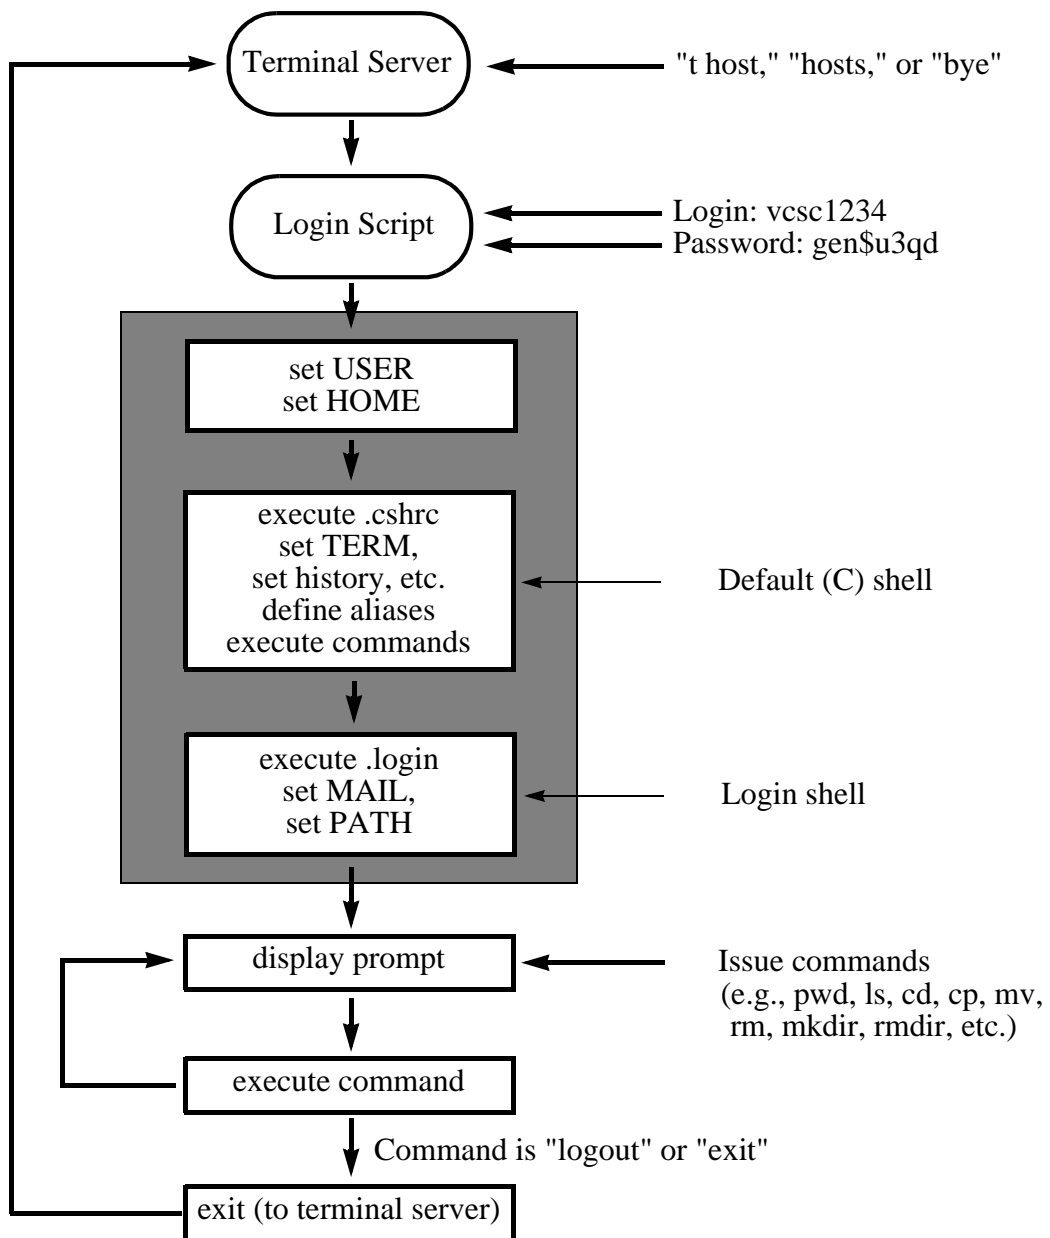 Terminal Server
"t host," "hosts," or "bye"
Login Script
Login: vcsc1234
Password: gen$u3qd
set USER
set HOME
execute .cshrc
set TERM,
set history, etc.
define aliases
execute commands
Default (C) shell
execute .login
set MAIL,
set PATH
Login shell
display prompt
Issue commands
(e.g., pwd, ls, cd, cp, mv,
rm, mkdir, rmdir, etc.)
execute command
Command is "logout" or "exit"
exit (to terminal server)